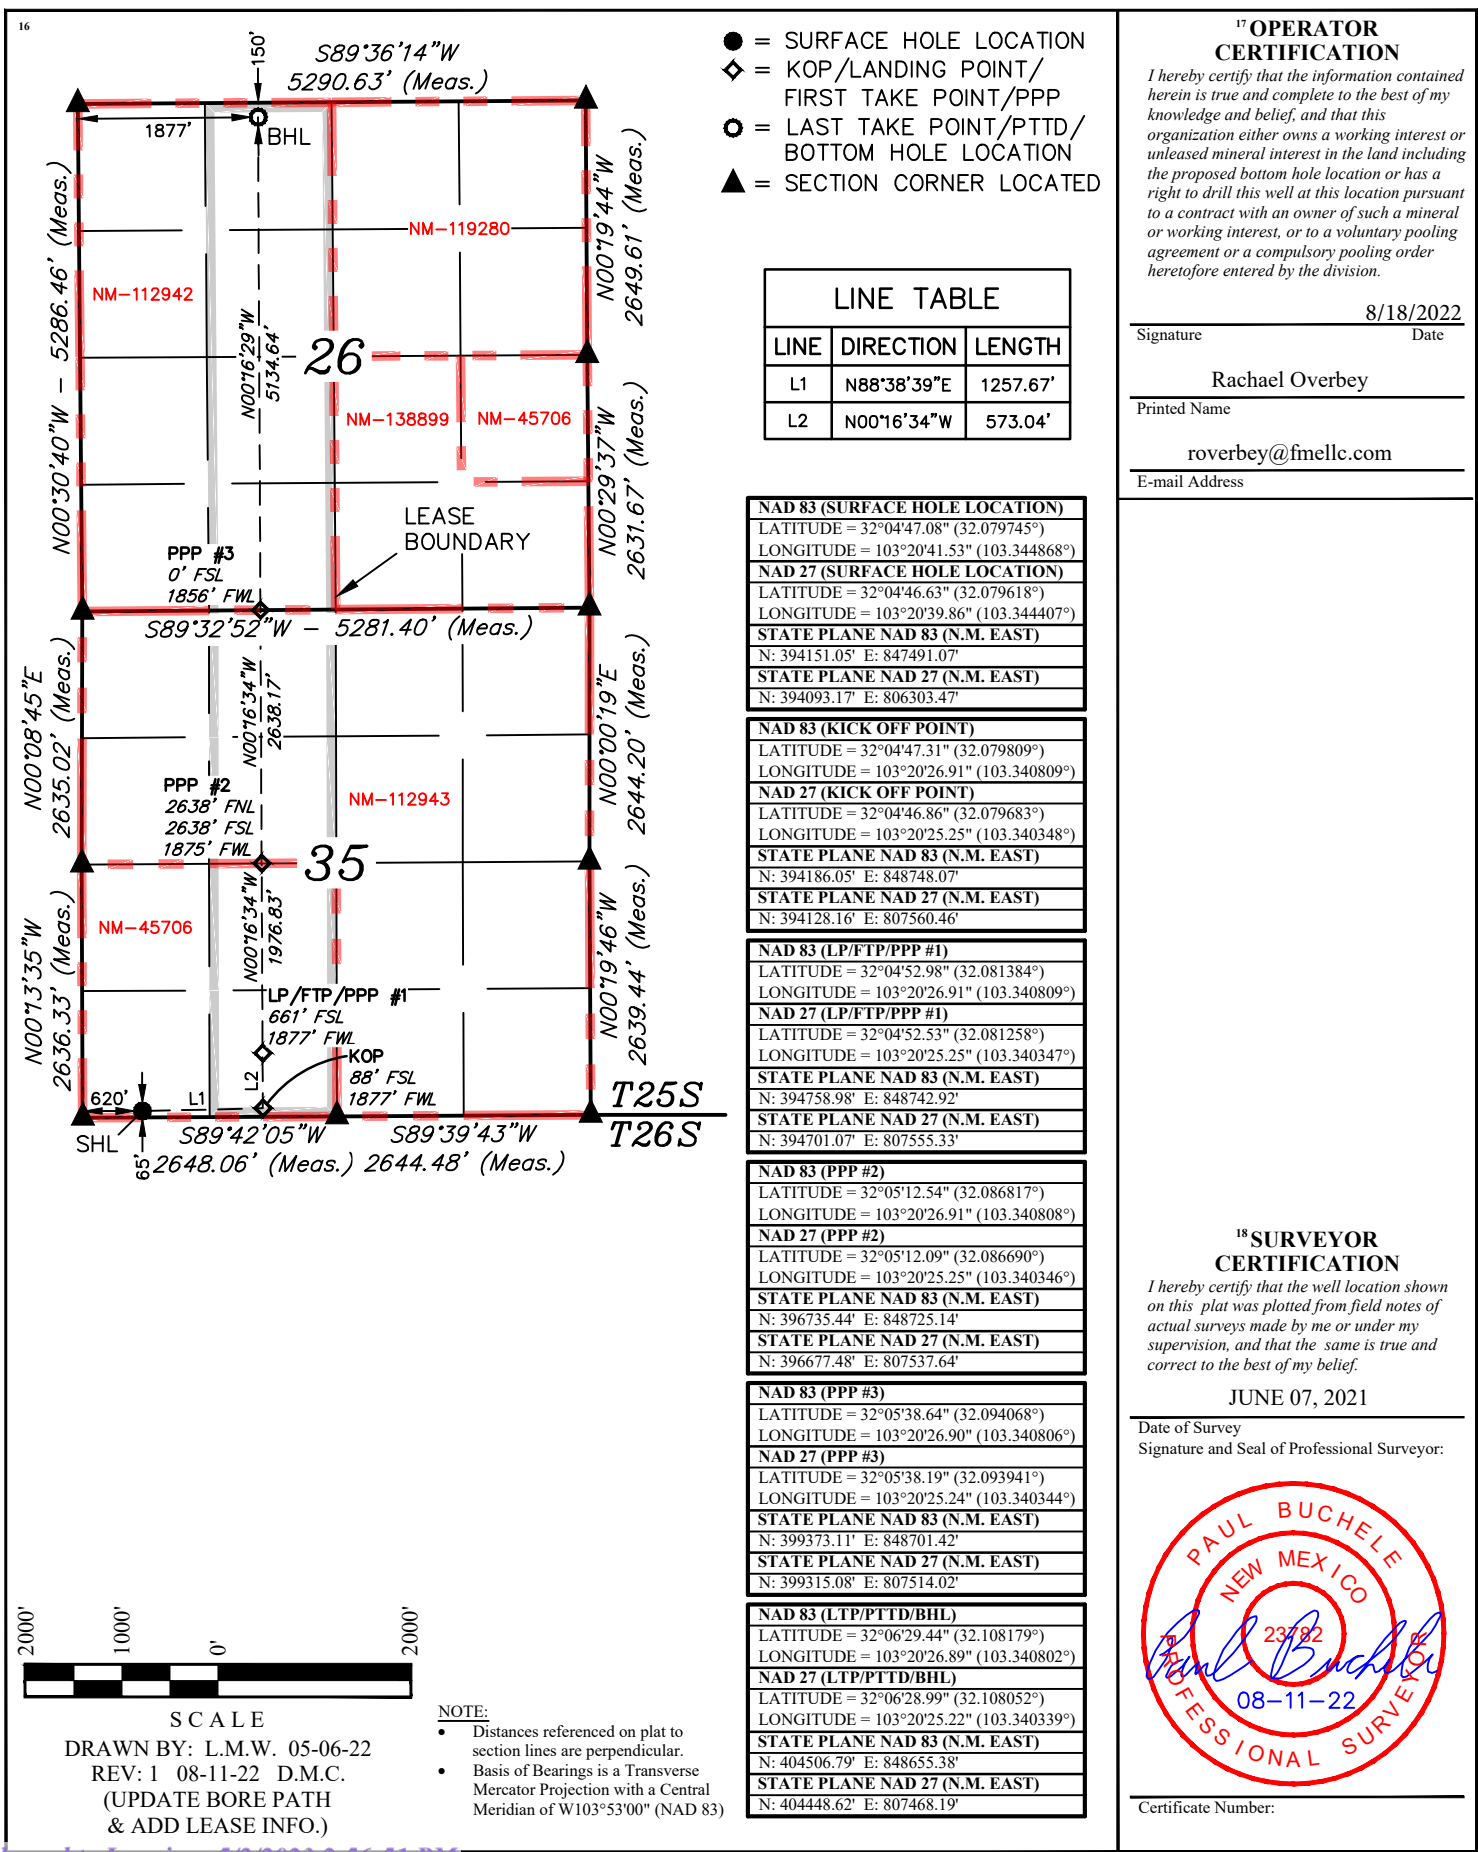 16
S89°36'14"W
5290.63' (Meas.)
150'
1877'
BHL
N00°30'40"W – 5286.46' (Meas.)
N00°19'44"W
2649.61' (Meas.)
NM-119280
NM-112942
N00°16'29"W
5134.64'
26
NM-138899
NM-45706
N00°29'37"W
2631.67' (Meas.)
LEASE
BOUNDARY
PPP #3
0' FSL
1856' FWL
S89°32'52"W – 5281.40' (Meas.)
N00°08'45"E
2635.02' (Meas.)
N00°16'34"W
2638.17'
N00°00'19"E
2644.20' (Meas.)
PPP #2
2638' FNL
2638' FSL
1875' FWL
NM-112943
35
N00°13'35"W
2636.33' (Meas.)
NM-45706
N00°16'34"W
1976.83'
N00°19'46"W
2639.44' (Meas.)
LP/FTP/PPP #1
661' FSL
1877' FWL
KOP
88' FSL
1877' FWL
L2
620'
L1
SHL
65'
S89°42'05"W
2648.06' (Meas.)
S89°39'43"W
2644.48' (Meas.)
T25S
T26S
= SURFACE HOLE LOCATION
= KOP/LANDING POINT/
FIRST TAKE POINT/PPP
= LAST TAKE POINT/PTTD/
BOTTOM HOLE LOCATION
= SECTION CORNER LOCATED
LINE TABLE
LINE DIRECTION LENGTH
L1 N88°38'39"E 1257.67'
L2 N00°16'34"W 573.04'
NAD 83 (SURFACE HOLE LOCATION)
LATITUDE = 32°04'47.08" (32.079745°)
LONGITUDE = 103°20'41.53" (103.344868°)
NAD 27 (SURFACE HOLE LOCATION)
LATITUDE = 32°04'46.63" (32.079618°)
LONGITUDE = 103°20'39.86" (103.344407°)
STATE PLANE NAD 83 (N.M. EAST)
N: 394151.05' E: 847491.07'
STATE PLANE NAD 27 (N.M. EAST)
N: 394093.17' E: 806303.47'
NAD 83 (KICK OFF POINT)
LATITUDE = 32°04'47.31" (32.079809°)
LONGITUDE = 103°20'26.91" (103.340809°)
NAD 27 (KICK OFF POINT)
LATITUDE = 32°04'46.86" (32.079683°)
LONGITUDE = 103°20'25.25" (103.340348°)
STATE PLANE NAD 83 (N.M. EAST)
N: 394186.05' E: 848748.07'
STATE PLANE NAD 27 (N.M. EAST)
N: 394128.16' E: 807560.46'
NAD 83 (LP/FTP/PPP #1)
LATITUDE = 32°04'52.98" (32.081384°)
LONGITUDE = 103°20'26.91" (103.340809°)
NAD 27 (LP/FTP/PPP #1)
LATITUDE = 32°04'52.53" (32.081258°)
LONGITUDE = 103°20'25.25" (103.340347°)
STATE PLANE NAD 83 (N.M. EAST)
N: 394758.98' E: 848742.92'
STATE PLANE NAD 27 (N.M. EAST)
N: 394701.07' E: 807555.33'
NAD 83 (PPP #2)
LATITUDE = 32°05'12.54" (32.086817°)
LONGITUDE = 103°20'26.91" (103.340808°)
NAD 27 (PPP #2)
LATITUDE = 32°05'12.09" (32.086690°)
LONGITUDE = 103°20'25.25" (103.340346°)
STATE PLANE NAD 83 (N.M. EAST)
N: 396735.44' E: 848725.14'
STATE PLANE NAD 27 (N.M. EAST)
N: 396677.48' E: 807537.64'
NAD 83 (PPP #3)
LATITUDE = 32°05'38.64" (32.094068°)
LONGITUDE = 103°20'26.90" (103.340806°)
NAD 27 (PPP #3)
LATITUDE = 32°05'38.19" (32.093941°)
LONGITUDE = 103°20'25.24" (103.340344°)
STATE PLANE NAD 83 (N.M. EAST)
N: 399373.11' E: 848701.42'
STATE PLANE NAD 27 (N.M. EAST)
N: 399315.08' E: 807514.02'
NAD 83 (LTP/PTTD/BHL)
LATITUDE = 32°06'29.44" (32.108179°)
LONGITUDE = 103°20'26.89" (103.340802°)
NAD 27 (LTP/PTTD/BHL)
LATITUDE = 32°06'28.99" (32.108052°)
LONGITUDE = 103°20'25.22" (103.340339°)
STATE PLANE NAD 83 (N.M. EAST)
N: 404506.79' E: 848655.38'
STATE PLANE NAD 27 (N.M. EAST)
N: 404448.62' E: 807468.19'
2000' 1000' 0' 2000'
SCALE
DRAWN BY: L.M.W. 05-06-22
REV: 1 08-11-22 D.M.C.
(UPDATE BORE PATH
& ADD LEASE INFO.)
NOTE:
• Distances referenced on plat to
section lines are perpendicular.
• Basis of Bearings is a Transverse
Mercator Projection with a Central
Meridian of W103°53'00" (NAD 83)
17 OPERATOR
CERTIFICATION
I hereby certify that the information contained
herein is true and complete to the best of my
knowledge and belief, and that this
organization either owns a working interest or
unleased mineral interest in the land including
the proposed bottom hole location or has a
right to drill this well at this location pursuant
to a contract with an owner of such a mineral
or working interest, or to a voluntary pooling
agreement or a compulsory pooling order
heretofore entered by the division.
8/18/2022
Signature Date
Rachael Overbey
Printed Name
roverbey@fmellc.com
E-mail Address
18 SURVEYOR
CERTIFICATION
I hereby certify that the well location shown
on this plat was plotted from field notes of
actual surveys made by me or under my
supervision, and that the same is true and
correct to the best of my belief.
JUNE 07, 2021
Date of Survey
Signature and Seal of Professional Surveyor:
PAUL BUCHELE
NEW MEXICO
23782
Paul Buchele
08-11-22
PROFESSIONAL SURVEYOR
Certificate Number: